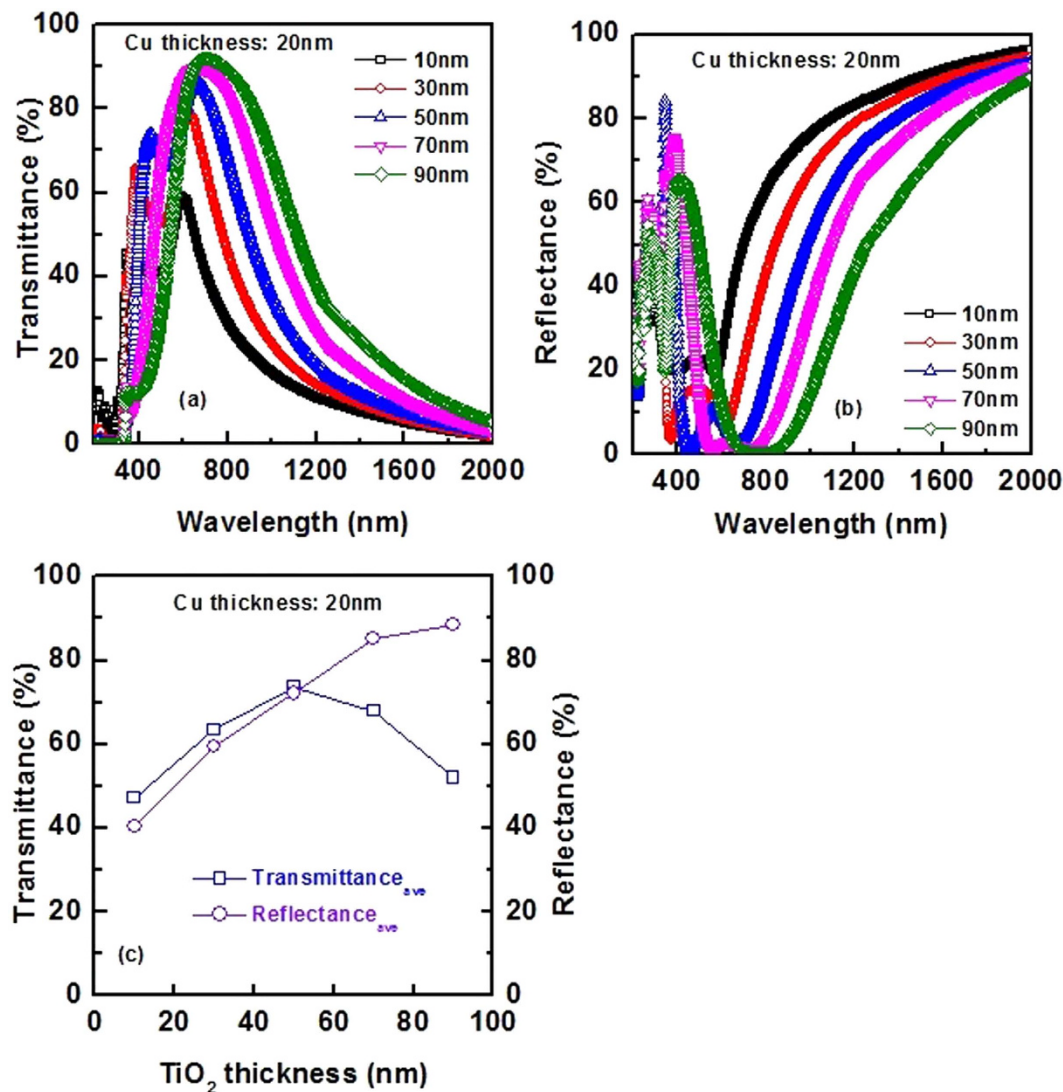 Cu thickness: 20nm
10nm
30nm
50nm
70nm
90nm
(a)
Transmittance (%)
100
80
60
40
20
0
400 800 1200 1600 2000
Wavelength (nm)
Cu thickness: 20nm
10nm
30nm
50nm
70nm
90nm
(b)
Reflectance (%)
100
80
60
40
20
0
400 800 1200 1600 2000
Wavelength (nm)
Cu thickness: 20nm
Transmittance (%)
100
80
60
40
20
0
Transmittance_ave
Reflectance_ave
(c)
100
80
60
40
20
0
Reflectance (%)
0 20 40 60 80 100
TiO₂ thickness (nm)